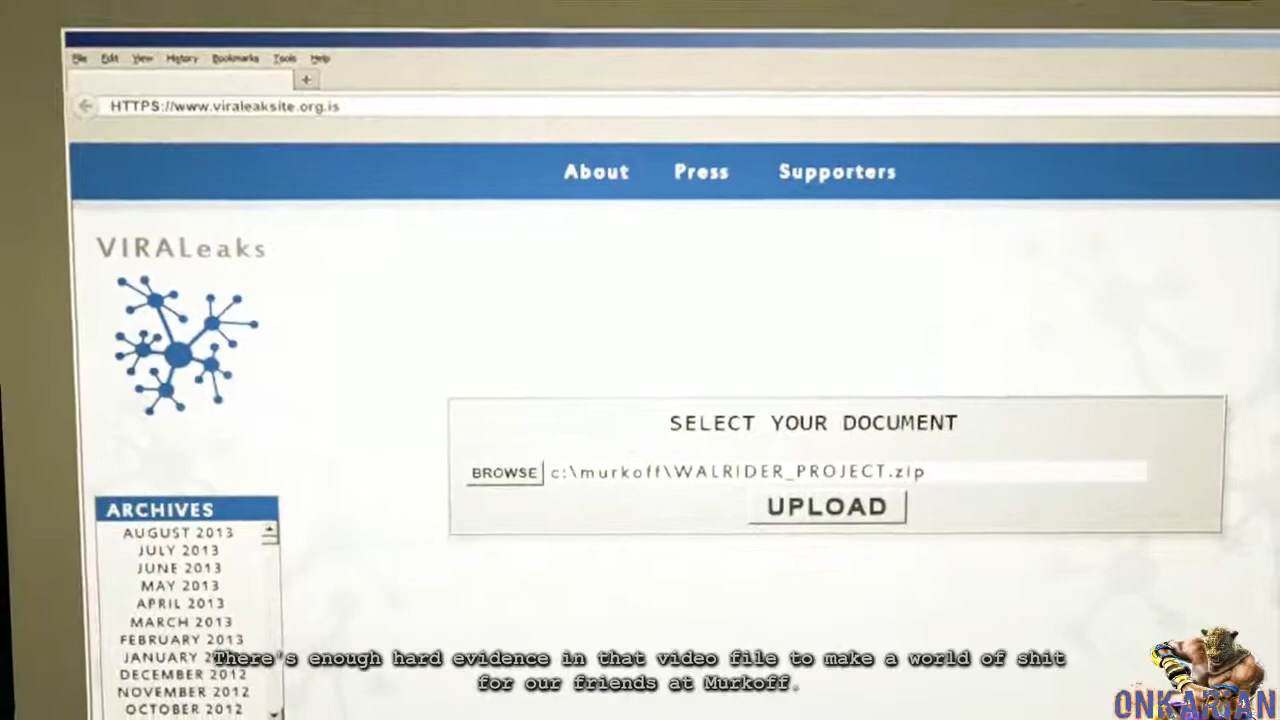 File Edit View History Bookmarks Tools Help
+
HTTPS://www.viraleaksite.org.is
About Press Supporters
VIRALeaks
SELECT YOUR DOCUMENT
BROWSE c:\murkoff\WALRIDER_PROJECT.zip
UPLOAD
ARCHIVES
AUGUST 2013
JULY 2013
JUNE 2013
MAY 2013
APRIL 2013
MARCH 2013
FEBRUARY 2013
JANUARY
DECEMBER 2012
NOVEMBER 2012
OCTOBER 2012
There's enough hard evidence in that video file to make a world of shit
for our friends at Murkoff.
ONKARIAN